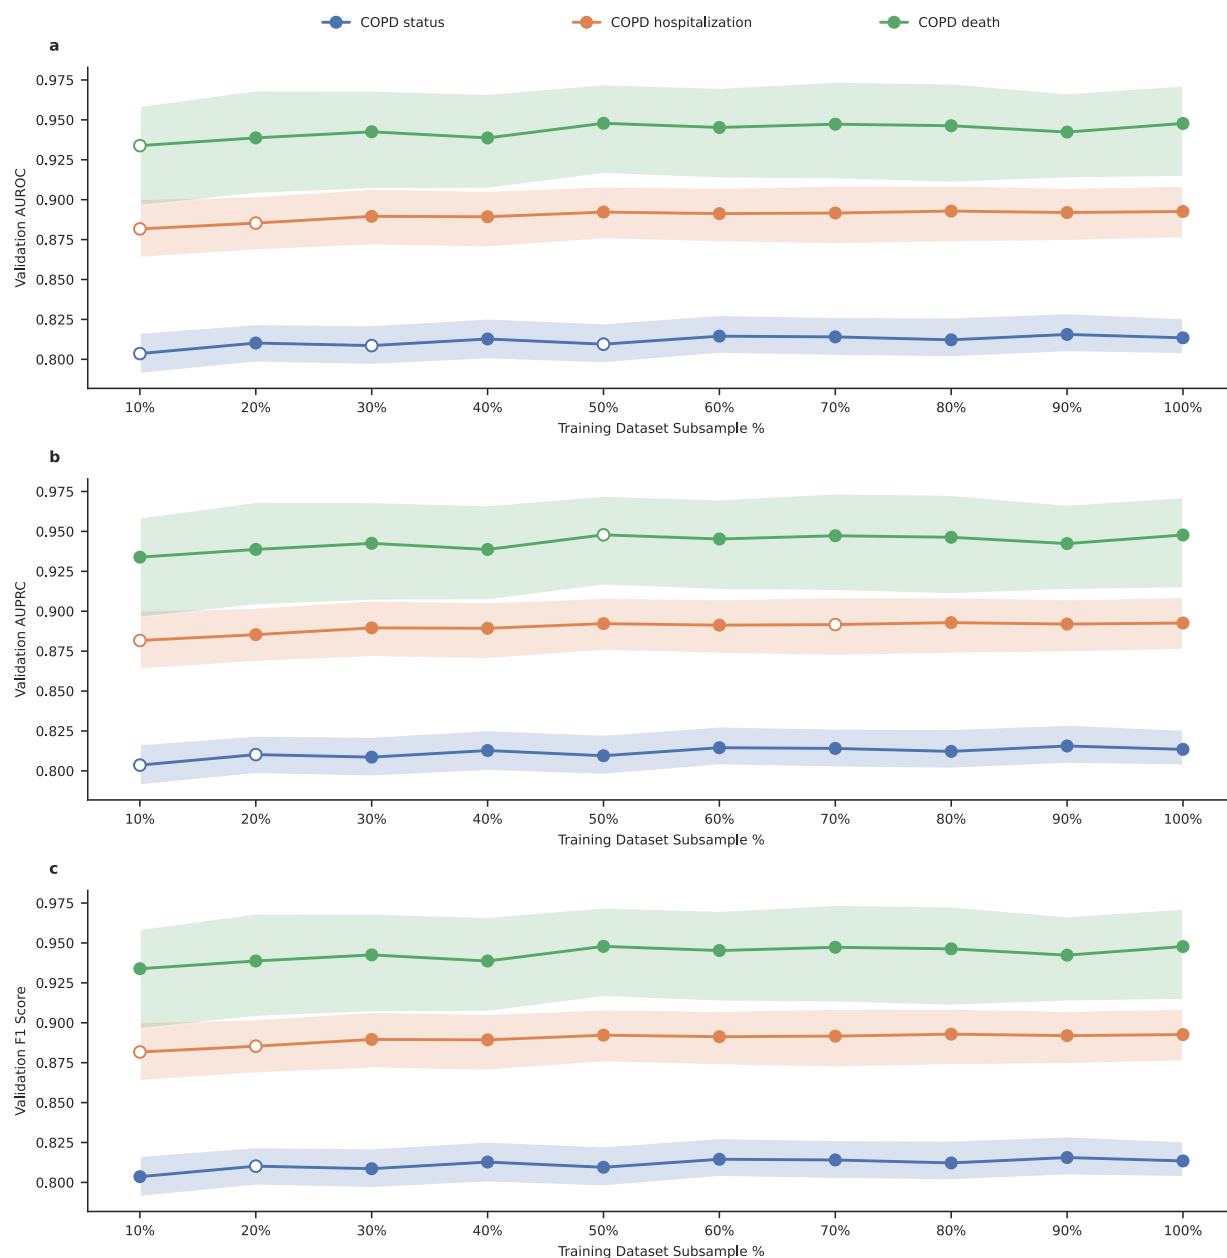 COPD status COPD hospitalization COPD death
a
0.975
0.950
0.925
0.900
0.875
0.850
0.825
0.800
Validation AUROC
10% 20% 30% 40% 50% 60% 70% 80% 90% 100%
Training Dataset Subsample %
b
0.975
0.950
0.925
0.900
0.875
0.850
0.825
0.800
Validation AUPRC
10% 20% 30% 40% 50% 60% 70% 80% 90% 100%
Training Dataset Subsample %
c
0.975
0.950
0.925
0.900
0.875
0.850
0.825
0.800
Validation F1 Score
10% 20% 30% 40% 50% 60% 70% 80% 90% 100%
Training Dataset Subsample %